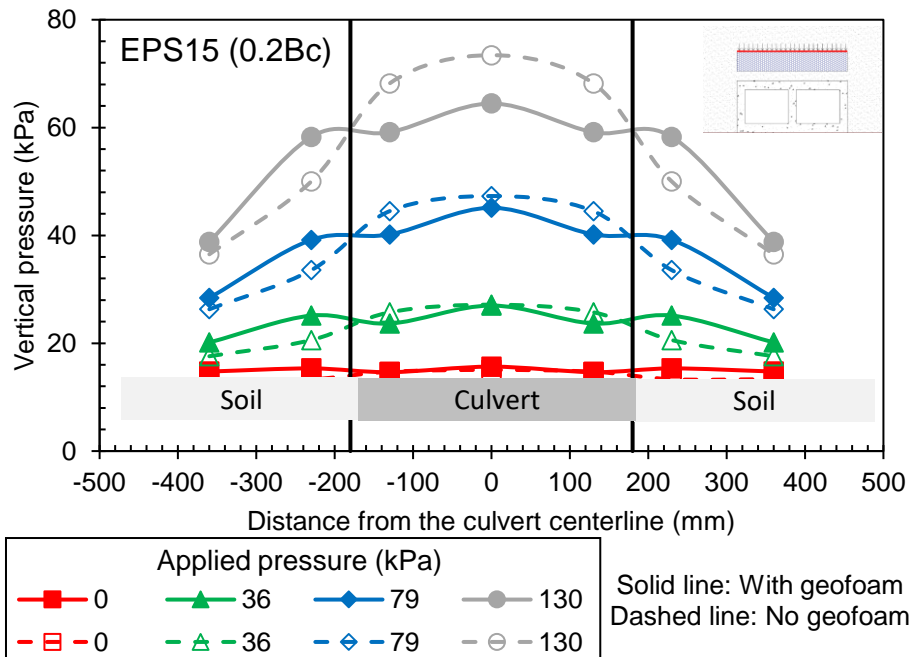 80
EPS15 (0.2Bc)
60
40
20
0
Vertical pressure (kPa)
Soil Culvert Soil
-500 -400 -300 -200 -100 0 100 200 300 400 500
Distance from the culvert centerline (mm)
Applied pressure (kPa)
0 36 79 130
0 36 79 130
Solid line: With geofoam
Dashed line: No geofoam